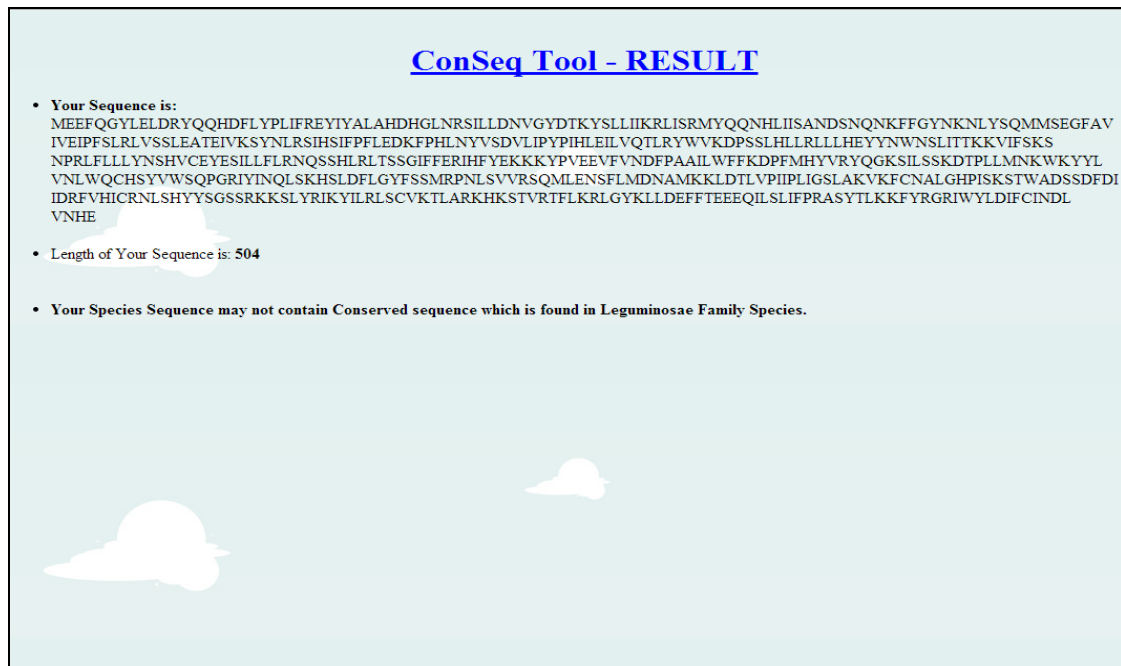 ConSeq Tool - RESULT
Your Sequence is:
MEEFQGYLELDRYQQHDFLYPLIFREYIYALAHDHGLNRSILLDNVGYDTKYSLLIIKRLISRMYQQNHLIISANDSNQNKFFGYNKNLYSQMMSEGFAV
IVEIPFSLRLVSSLEATEIVKSYNLRSIHSIFPFLEDKFPHLNYVSDVLIPYPIHLEILVQTLRYWVKDPSSLHLLRLLLHEYYNWNSLITTKKVIFSKS
NPRLFLLLYNSHVCEYESILLFLRNQSSHLRLTSSGIFFERIHFYEKKKYPVEEVFVNDFPAAILWFFKDPFMHYVRYQGKSILSSKDTPLLMNKWKYYL
VNLWQCHSYVWSQPGRIYINQLSKHSLDFLGYFSSMRPNLSVVRSQMLENSFLMDNAMKKLDTLVPIIPLIGSLAKVKFCNALGHPISKSTWADSSDFDI
IDRFVHICRNLSHYYSGSSRKKSLYRIKYILRLSCVKTLARKHKSTVRTFLKRLGYKLLDEFFTEEEQILSLIFPRASYTLKKFYRGRIWYLDIFCINDL
VNHE
Length of Your Sequence is: 504
Your Species Sequence may not contain Conserved sequence which is found in Leguminosae Family Species.